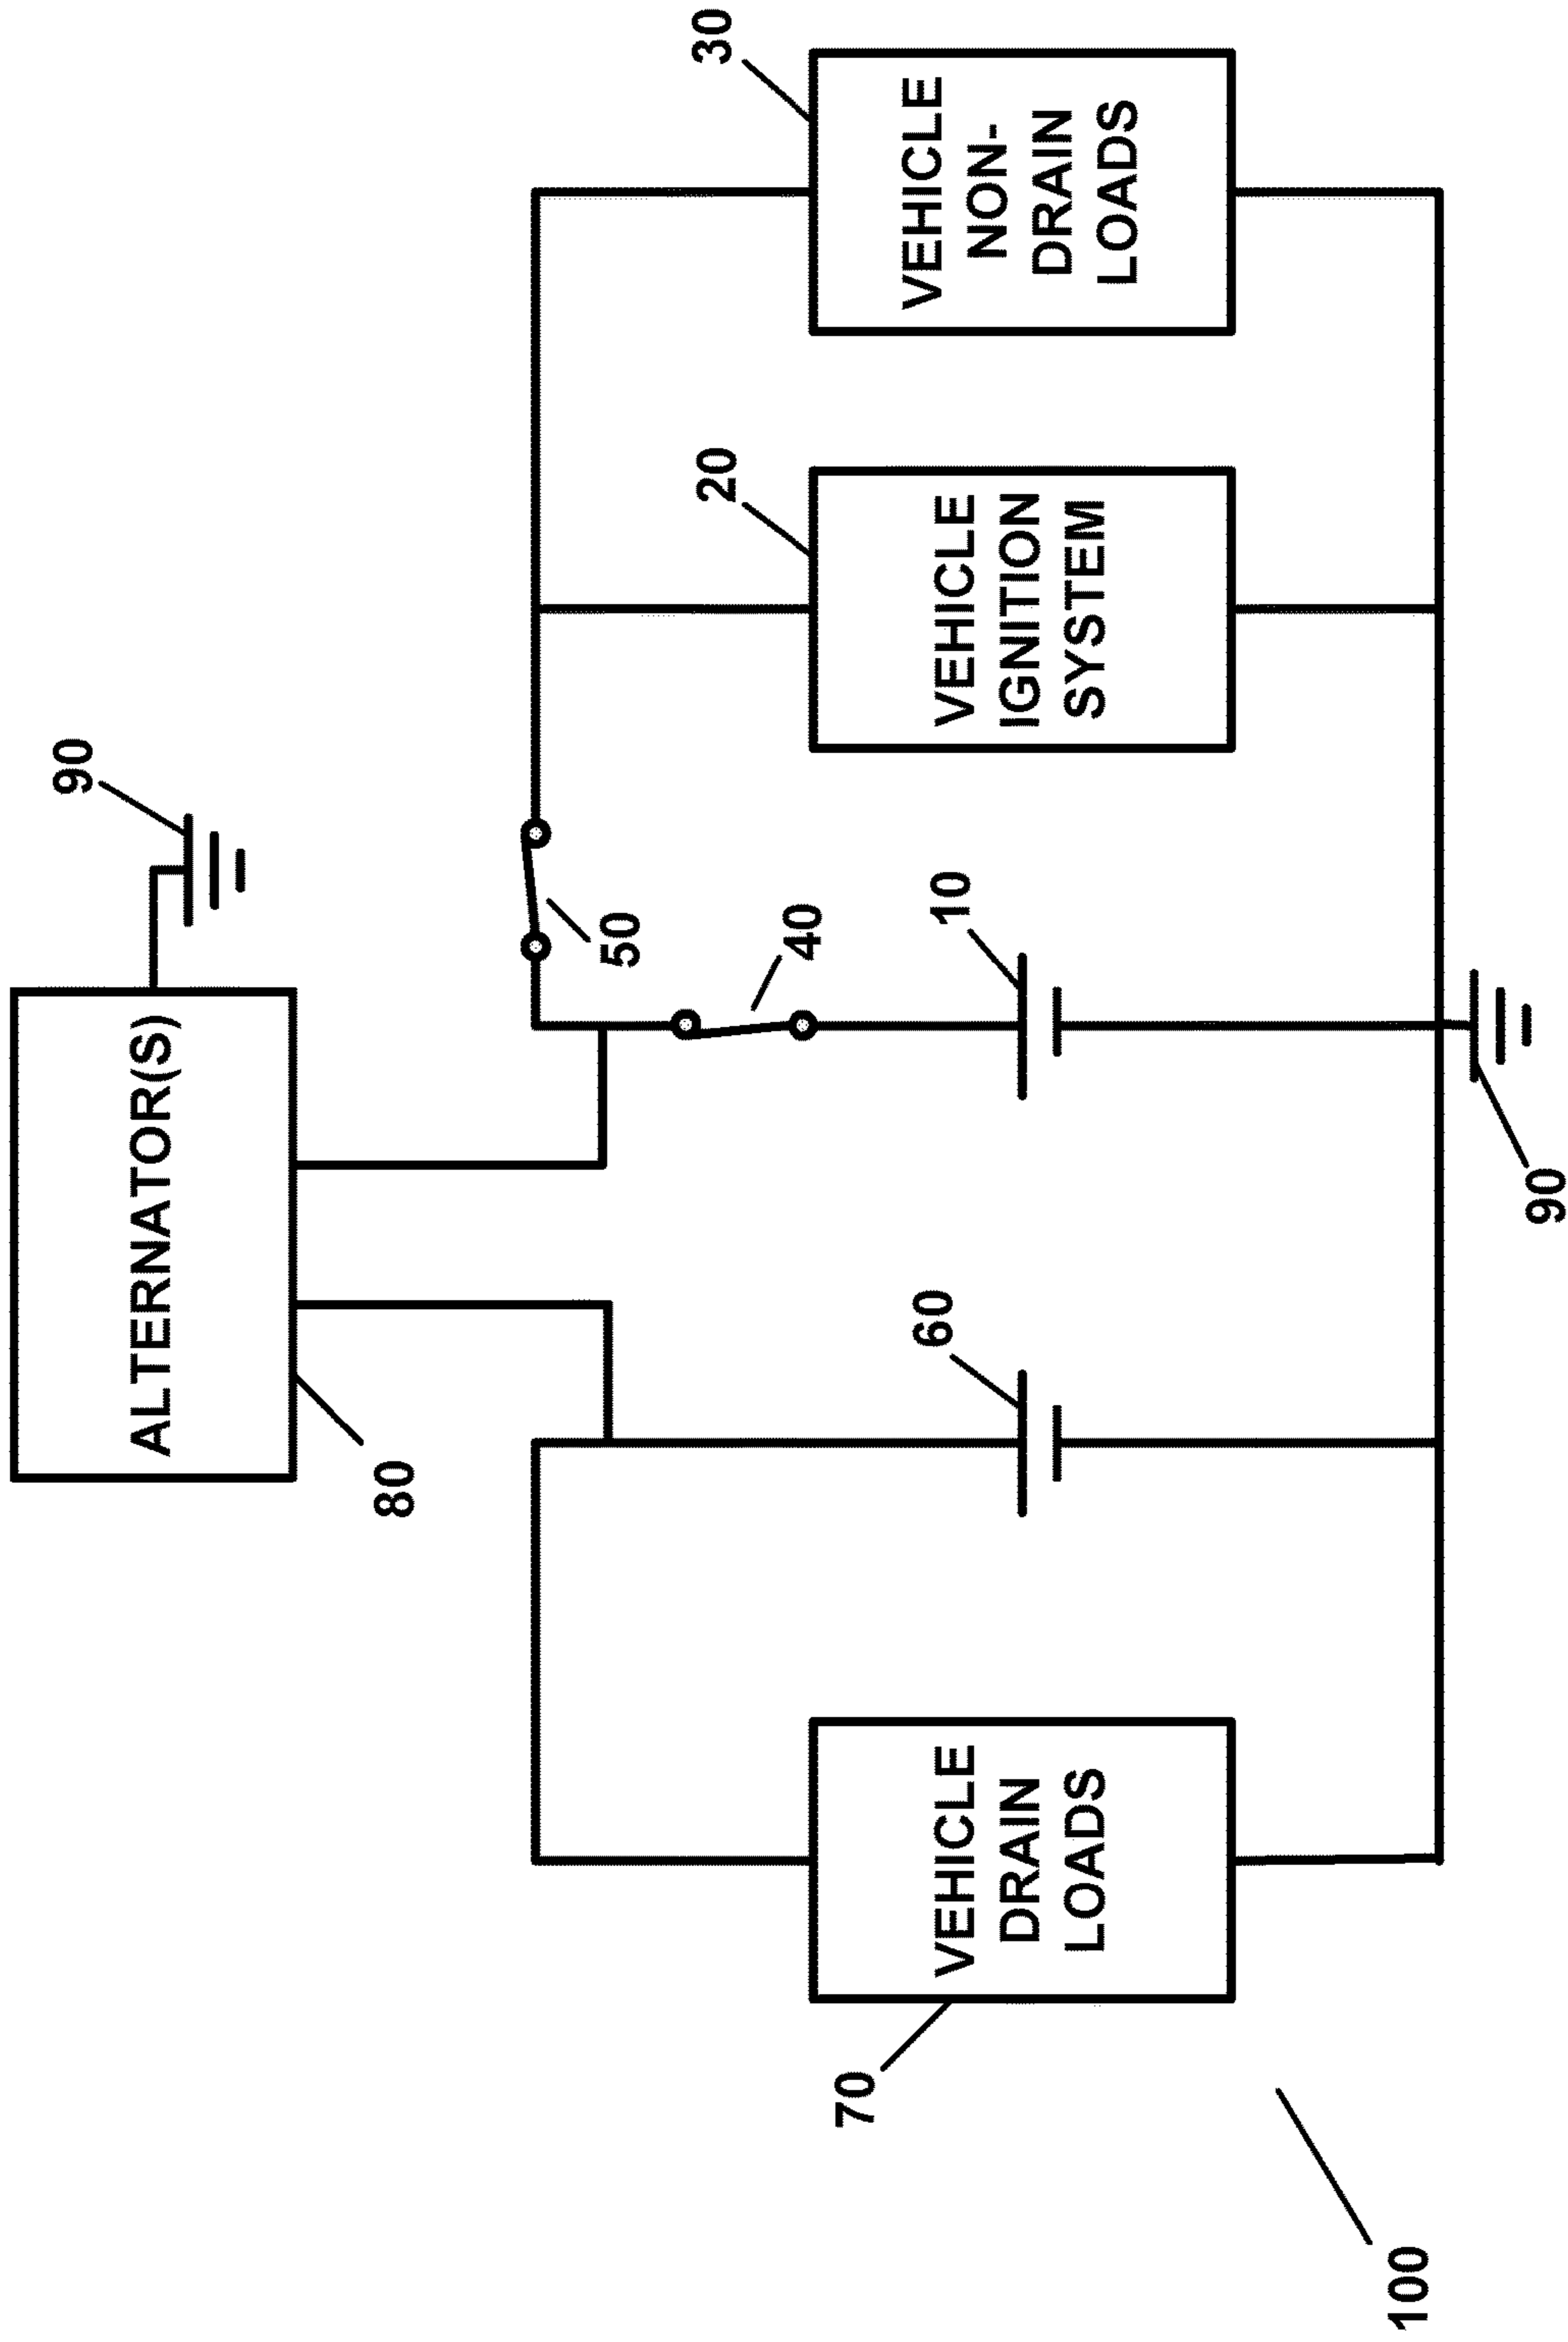 ALTERNATOR(S)
90
80
50
40
60
10
20
30
70
VEHICLE
DRAIN
LOADS
VEHICLE
IGNITION
SYSTEM
VEHICLE
NON-
DRAIN
LOADS
90
100